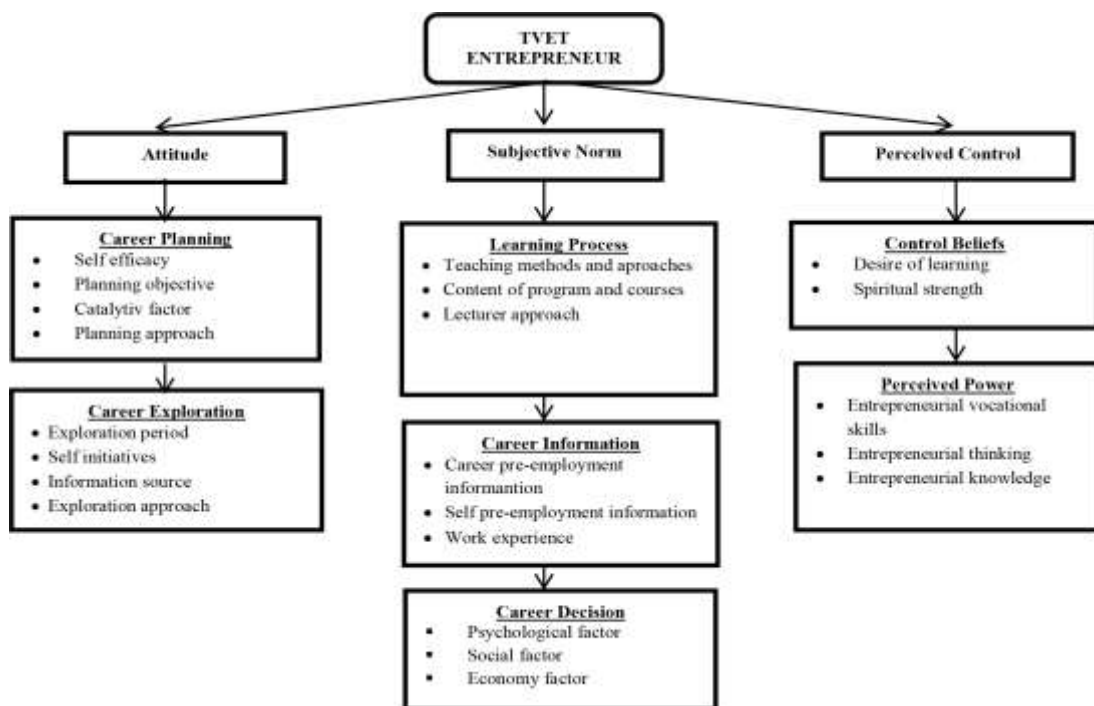 TVET
ENTREPRENEUR
Attitude
Subjective Norm
Perceived Control
Career Planning
• Self efficacy
• Planning objective
• Catalytiv factor
• Planning approach
Career Exploration
• Exploration period
• Self initiatives
• Information source
• Exploration approach
Learning Process
• Teaching methods and aproaches
• Content of program and courses
• Lecturer approach
Career Information
• Career pre-employment
informantion
• Self pre-employment information
• Work experience
Career Decision
▪ Psychological factor
▪ Social factor
▪ Economy factor
Control Beliefs
• Desire of learning
• Spiritual strength
Perceived Power
• Entrepreneurial vocational
skills
• Entrepreneurial thinking
• Entrepreneurial knowledge